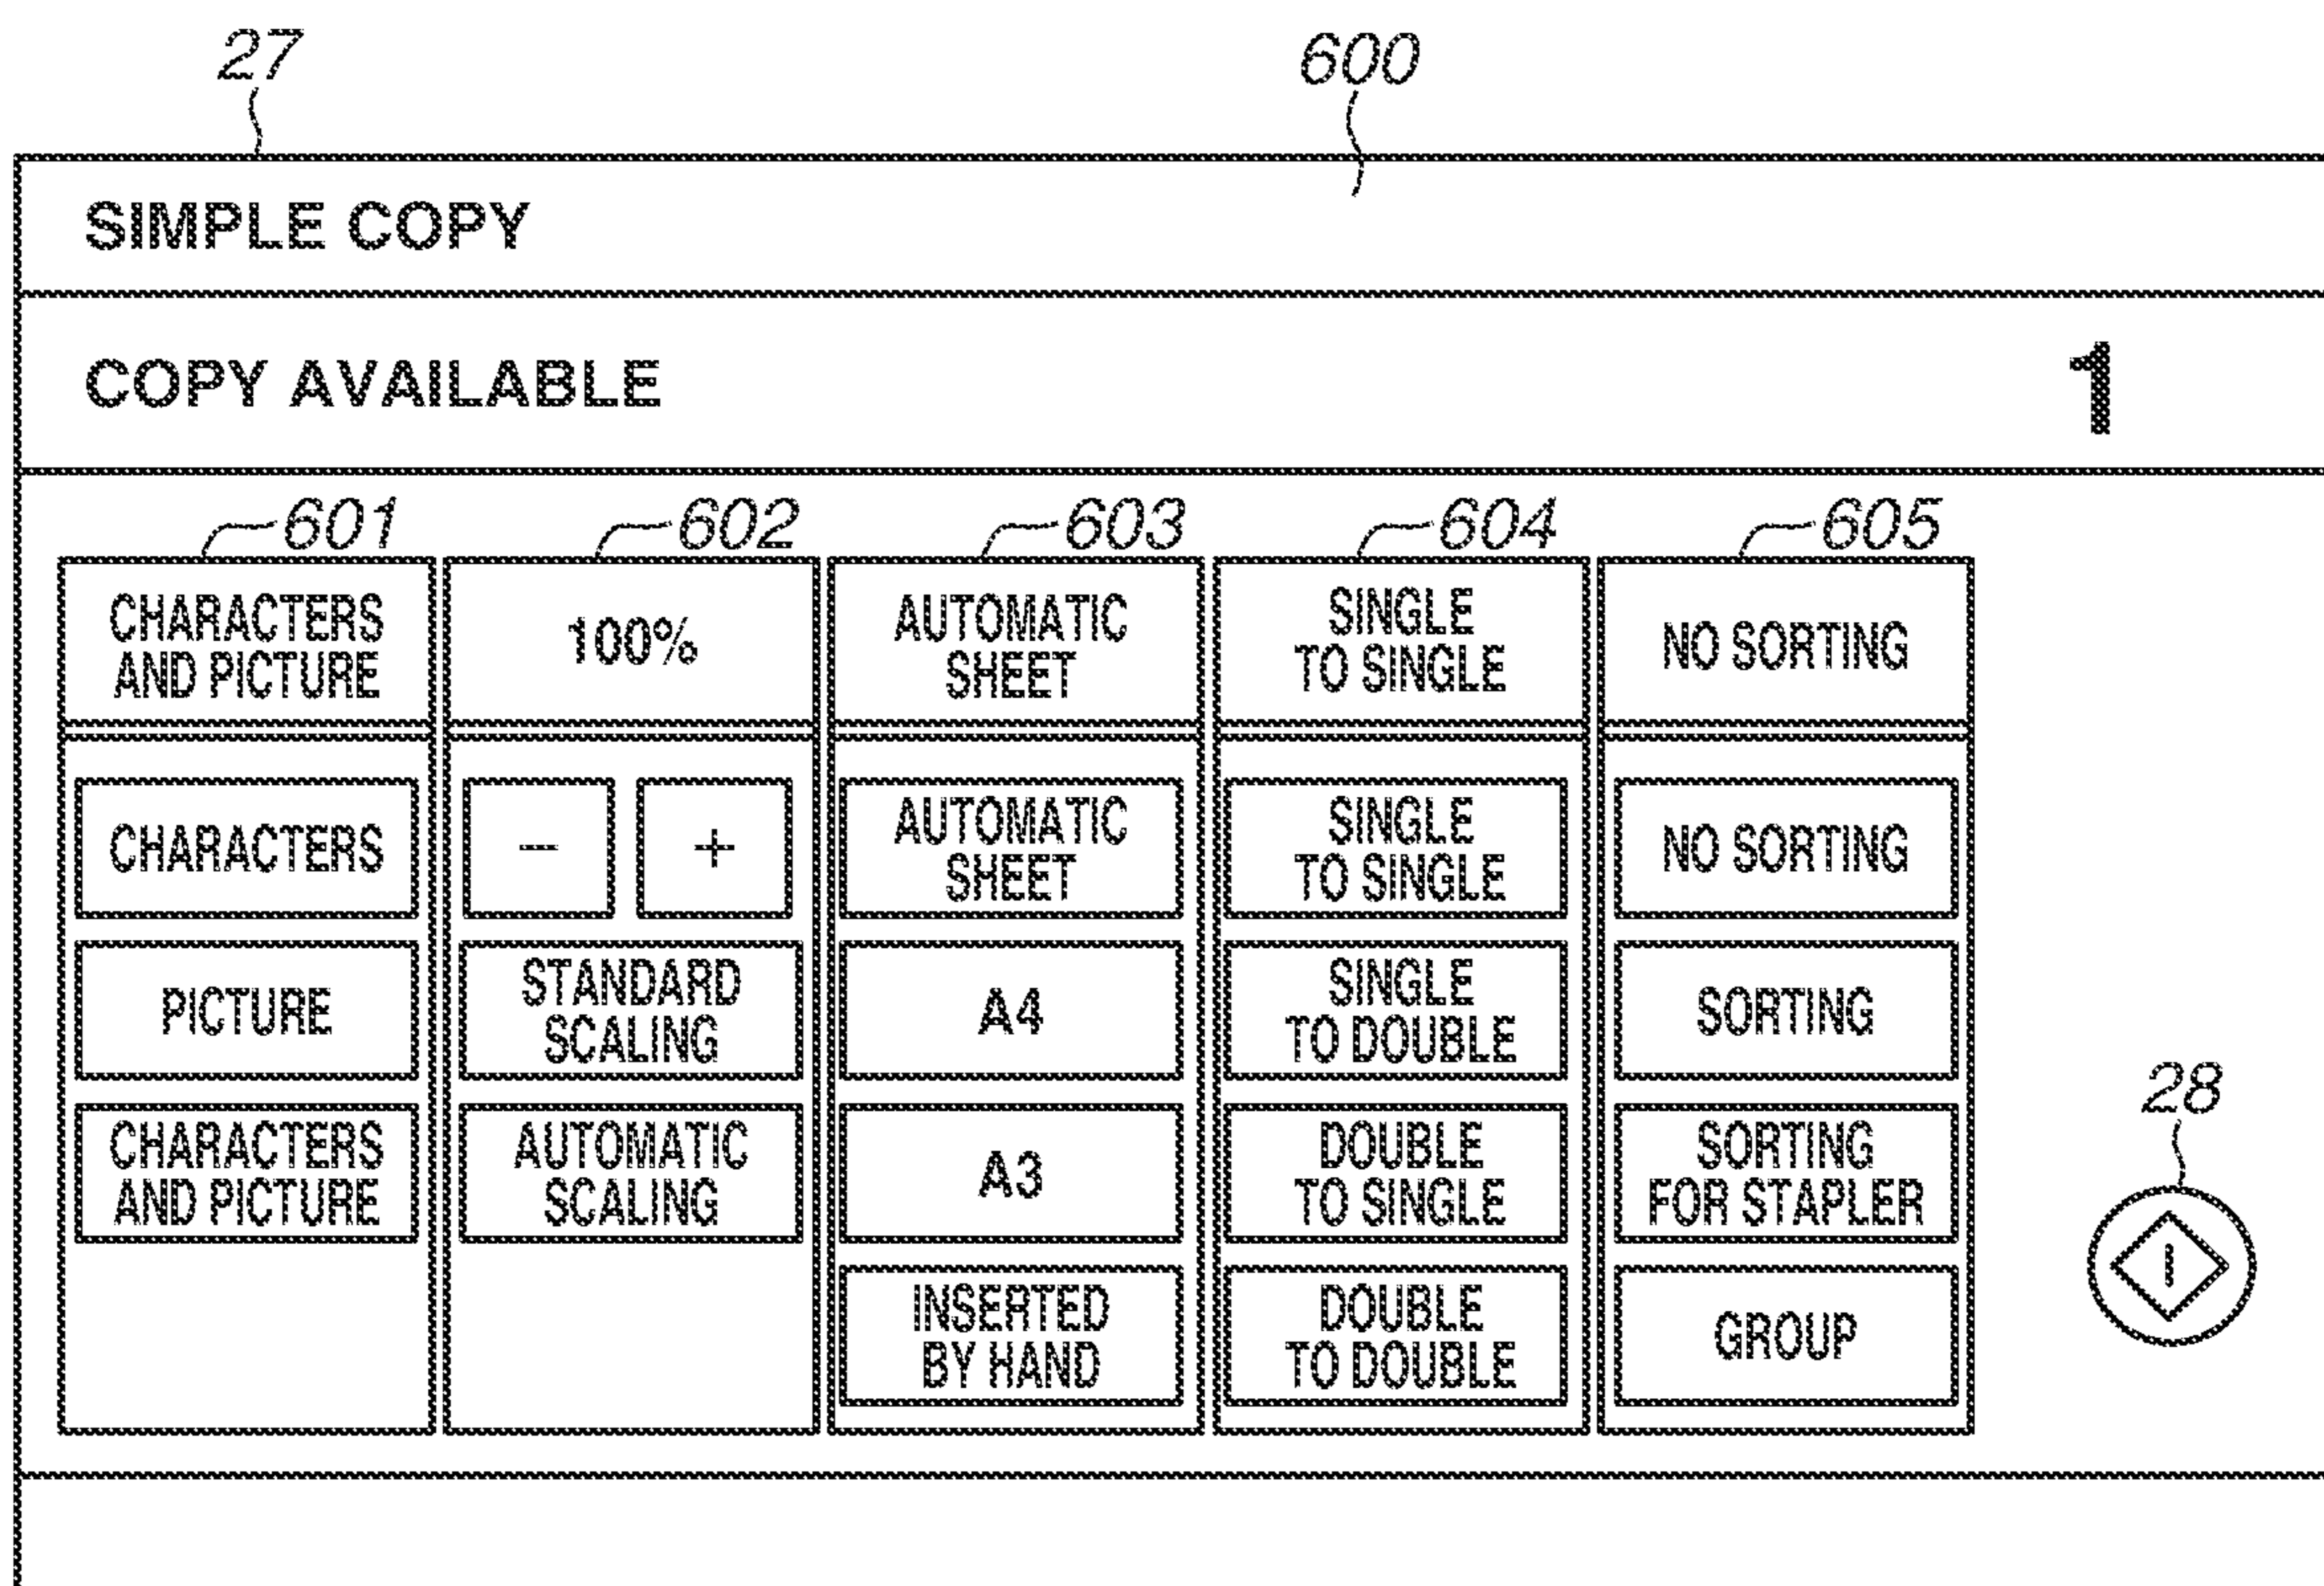 27
600
SIMPLE COPY
COPY AVAILABLE
1
601
602
603
604
605
CHARACTERS
AND PICTURE
100%
AUTOMATIC
SHEET
SINGLE
TO SINGLE
NO SORTING
CHARACTERS
−
+
AUTOMATIC
SHEET
SINGLE
TO SINGLE
NO SORTING
PICTURE
STANDARD
SCALING
A4
SINGLE
TO DOUBLE
SORTING
CHARACTERS
AND PICTURE
AUTOMATIC
SCALING
A3
DOUBLE
TO SINGLE
SORTING
FOR STAPLER
28
INSERTED
BY HAND
DOUBLE
TO DOUBLE
GROUP